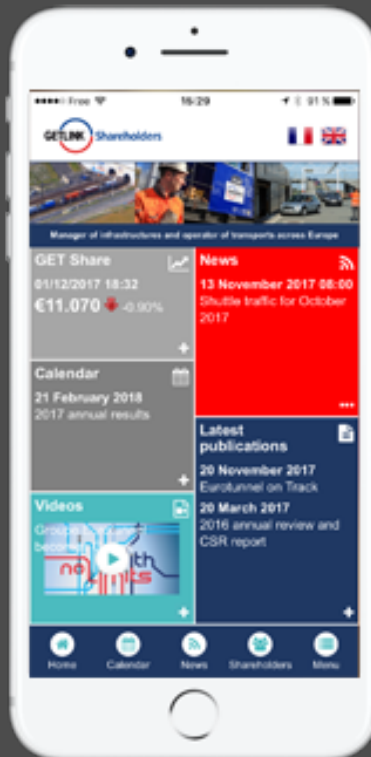 Free
16:29
91 %
GETLINK Shareholders
Manager of infrastructures and operator of transports across Europe
GET Share
01/12/2017 18:32
€11.070 -0.90%
+
Calendar
21 February 2018
2017 annual results
+
Videos
Groupe
becomes
no limits
+
News
13 November 2017 08:00
Shuttle traffic for October
2017
...
Latest
publications
20 November 2017
Eurotunnel on Track
20 March 2017
2016 annual review and
CSR report
+
Home Calendar News Shareholders Menu